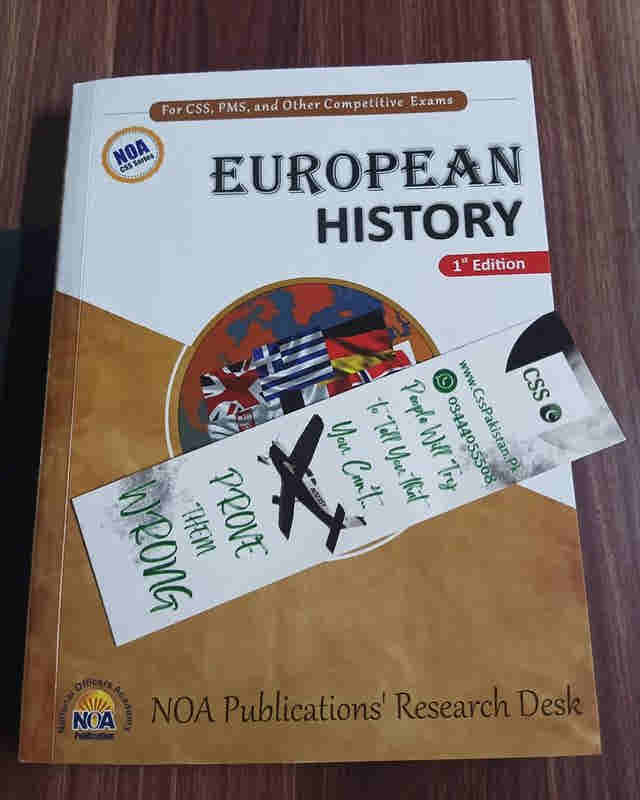 For CSS, PMS, and Other Competitive Exams
NOA
CSS Series
EUROPEAN
HISTORY
1st Edition
CSS
www.CssPakistan.Pk
03444055598
People Will Try
to Tell You That
You Can't...
PROVE
THEM
WRONG
National Officers Academy
NOA
Publication
NOA Publications' Research Desk